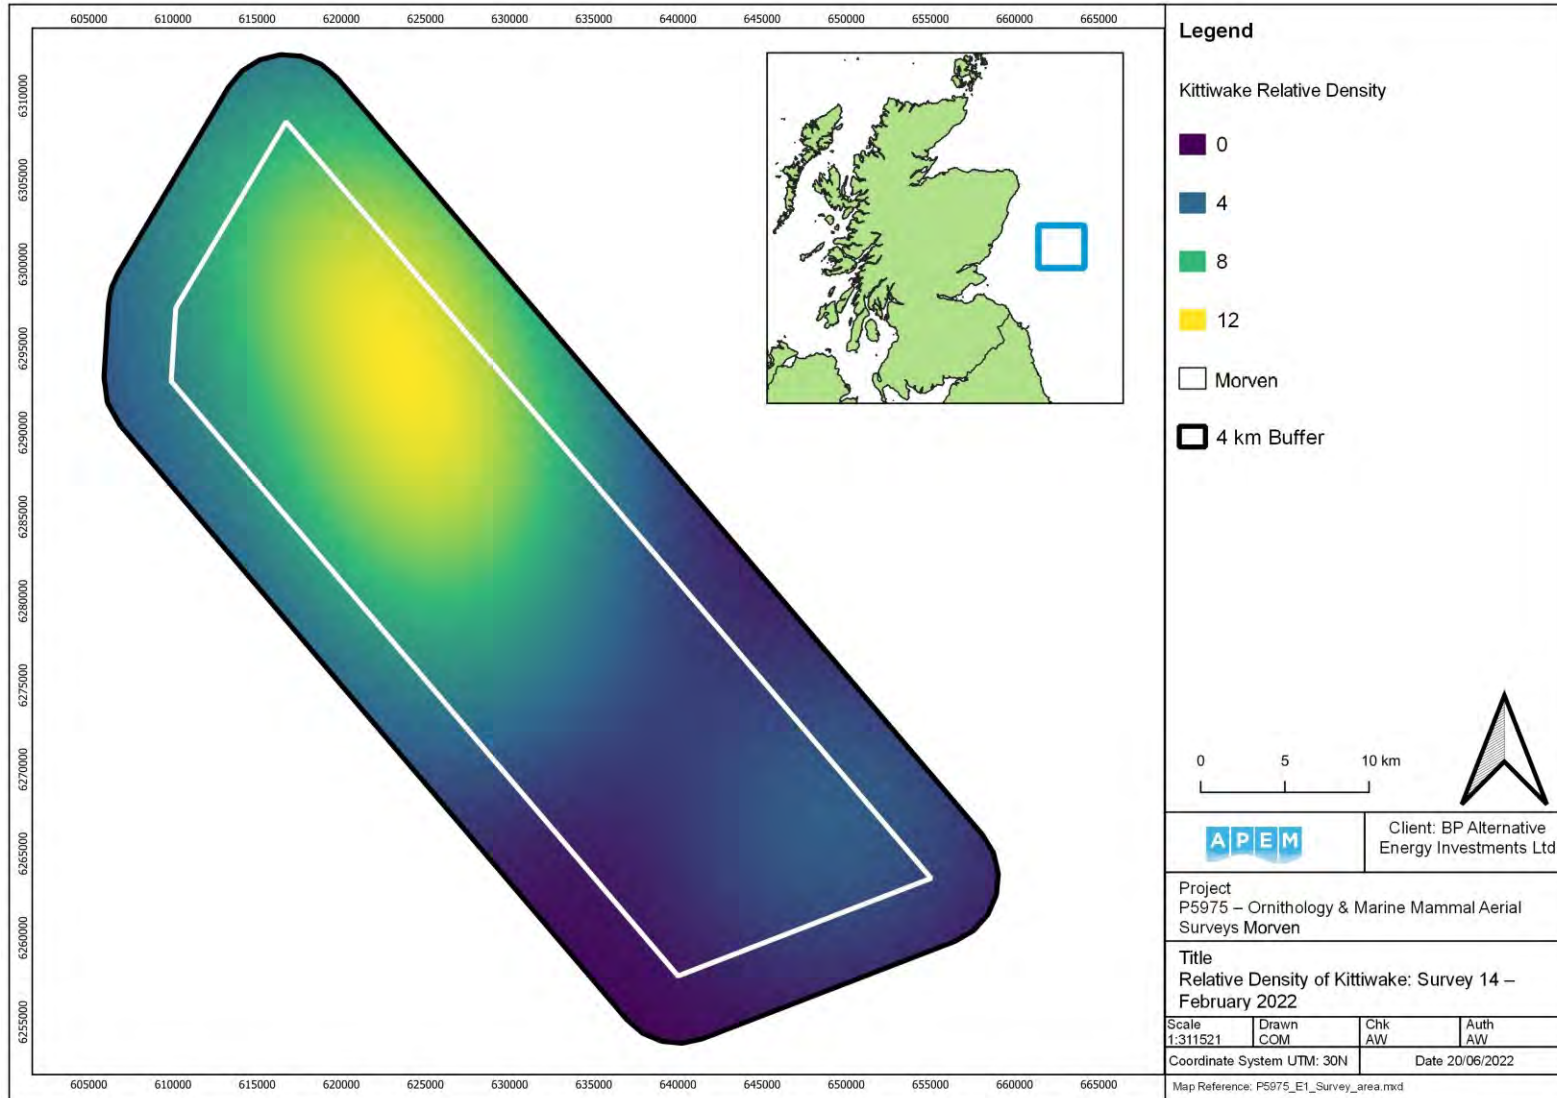 605000 610000 615000 620000 625000 630000 635000 640000 645000 650000 655000 660000 665000
6310000
6305000
6300000
6295000
6290000
6285000
6280000
6275000
6270000
6265000
6260000
6255000
605000 610000 615000 620000 625000 630000 635000 640000 645000 650000 655000 660000 665000
Legend
Kittiwake Relative Density
0
4
8
12
Morven
4 km Buffer
0 5 10 km
APEM
Client: BP Alternative
Energy Investments Ltd
Project
P5975 – Ornithology & Marine Mammal Aerial
Surveys Morven
Title
Relative Density of Kittiwake: Survey 14 –
February 2022
Scale Drawn Chk Auth
1:311521 COM AW AW
Coordinate System UTM: 30N Date 20/06/2022
Map Reference: P5975_E1_Survey_area.mxd